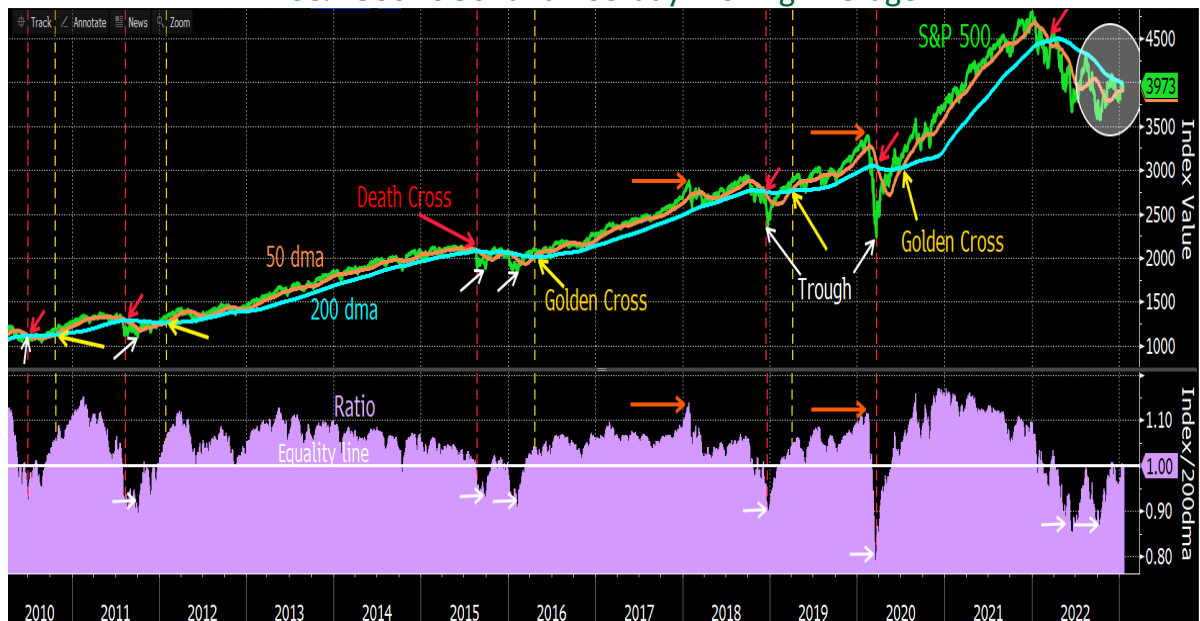 Track Annotate News Zoom
S&P 500
4500
3973
3500
3000
2500
2000
1500
1000
Index Value
Death Cross
50 dma
200 dma
Golden Cross
Trough
Golden Cross
Ratio
Equality line
1.10
1.00
0.90
0.80
Index/200dma
2010 2011 2012 2013 2014 2015 2016 2017 2018 2019 2020 2021 2022